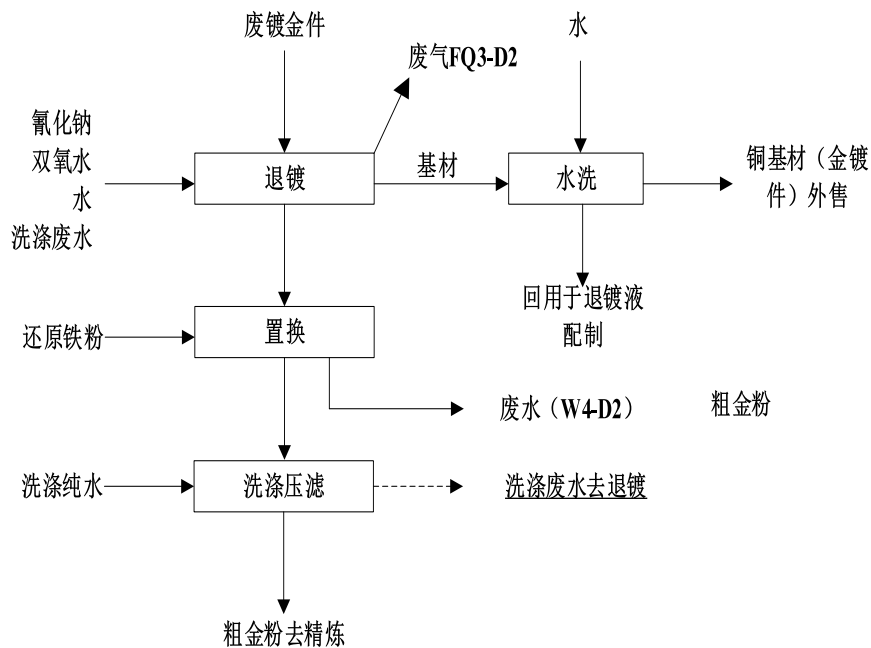 废镀金件
水
废气FQ3-D2
氰化钠
双氧水
水
洗涤废水
退镀
基材
水洗
铜基材（金镀
件）外售
回用于退镀液
配制
还原铁粉
置换
废水（W4-D2）
粗金粉
洗涤纯水
洗涤压滤
洗涤废水去退镀
粗金粉去精炼